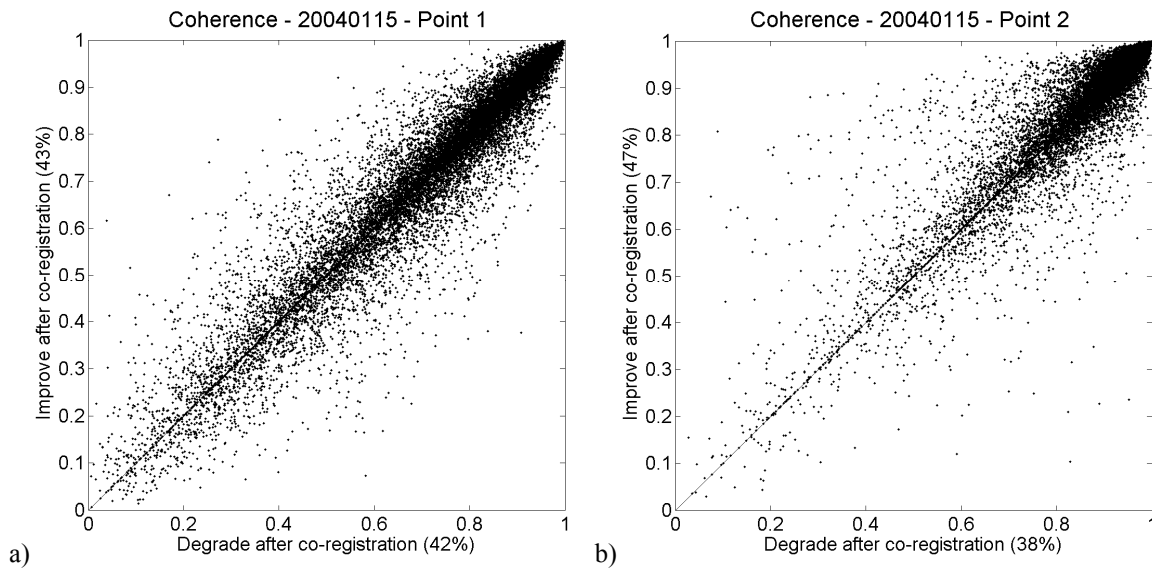 Coherence - 20040115 - Point 1
1
0.9
0.8
0.7
0.6
0.5
0.4
0.3
0.2
0.1
0
Improve after co-registration (43%)
0 0.2 0.4 0.6 0.8 1
Degrade after co-registration (42%)
a)
Coherence - 20040115 - Point 2
1
0.9
0.8
0.7
0.6
0.5
0.4
0.3
0.2
0.1
0
Improve after co-registration (47%)
0 0.2 0.4 0.6 0.8 1
Degrade after co-registration (38%)
b)